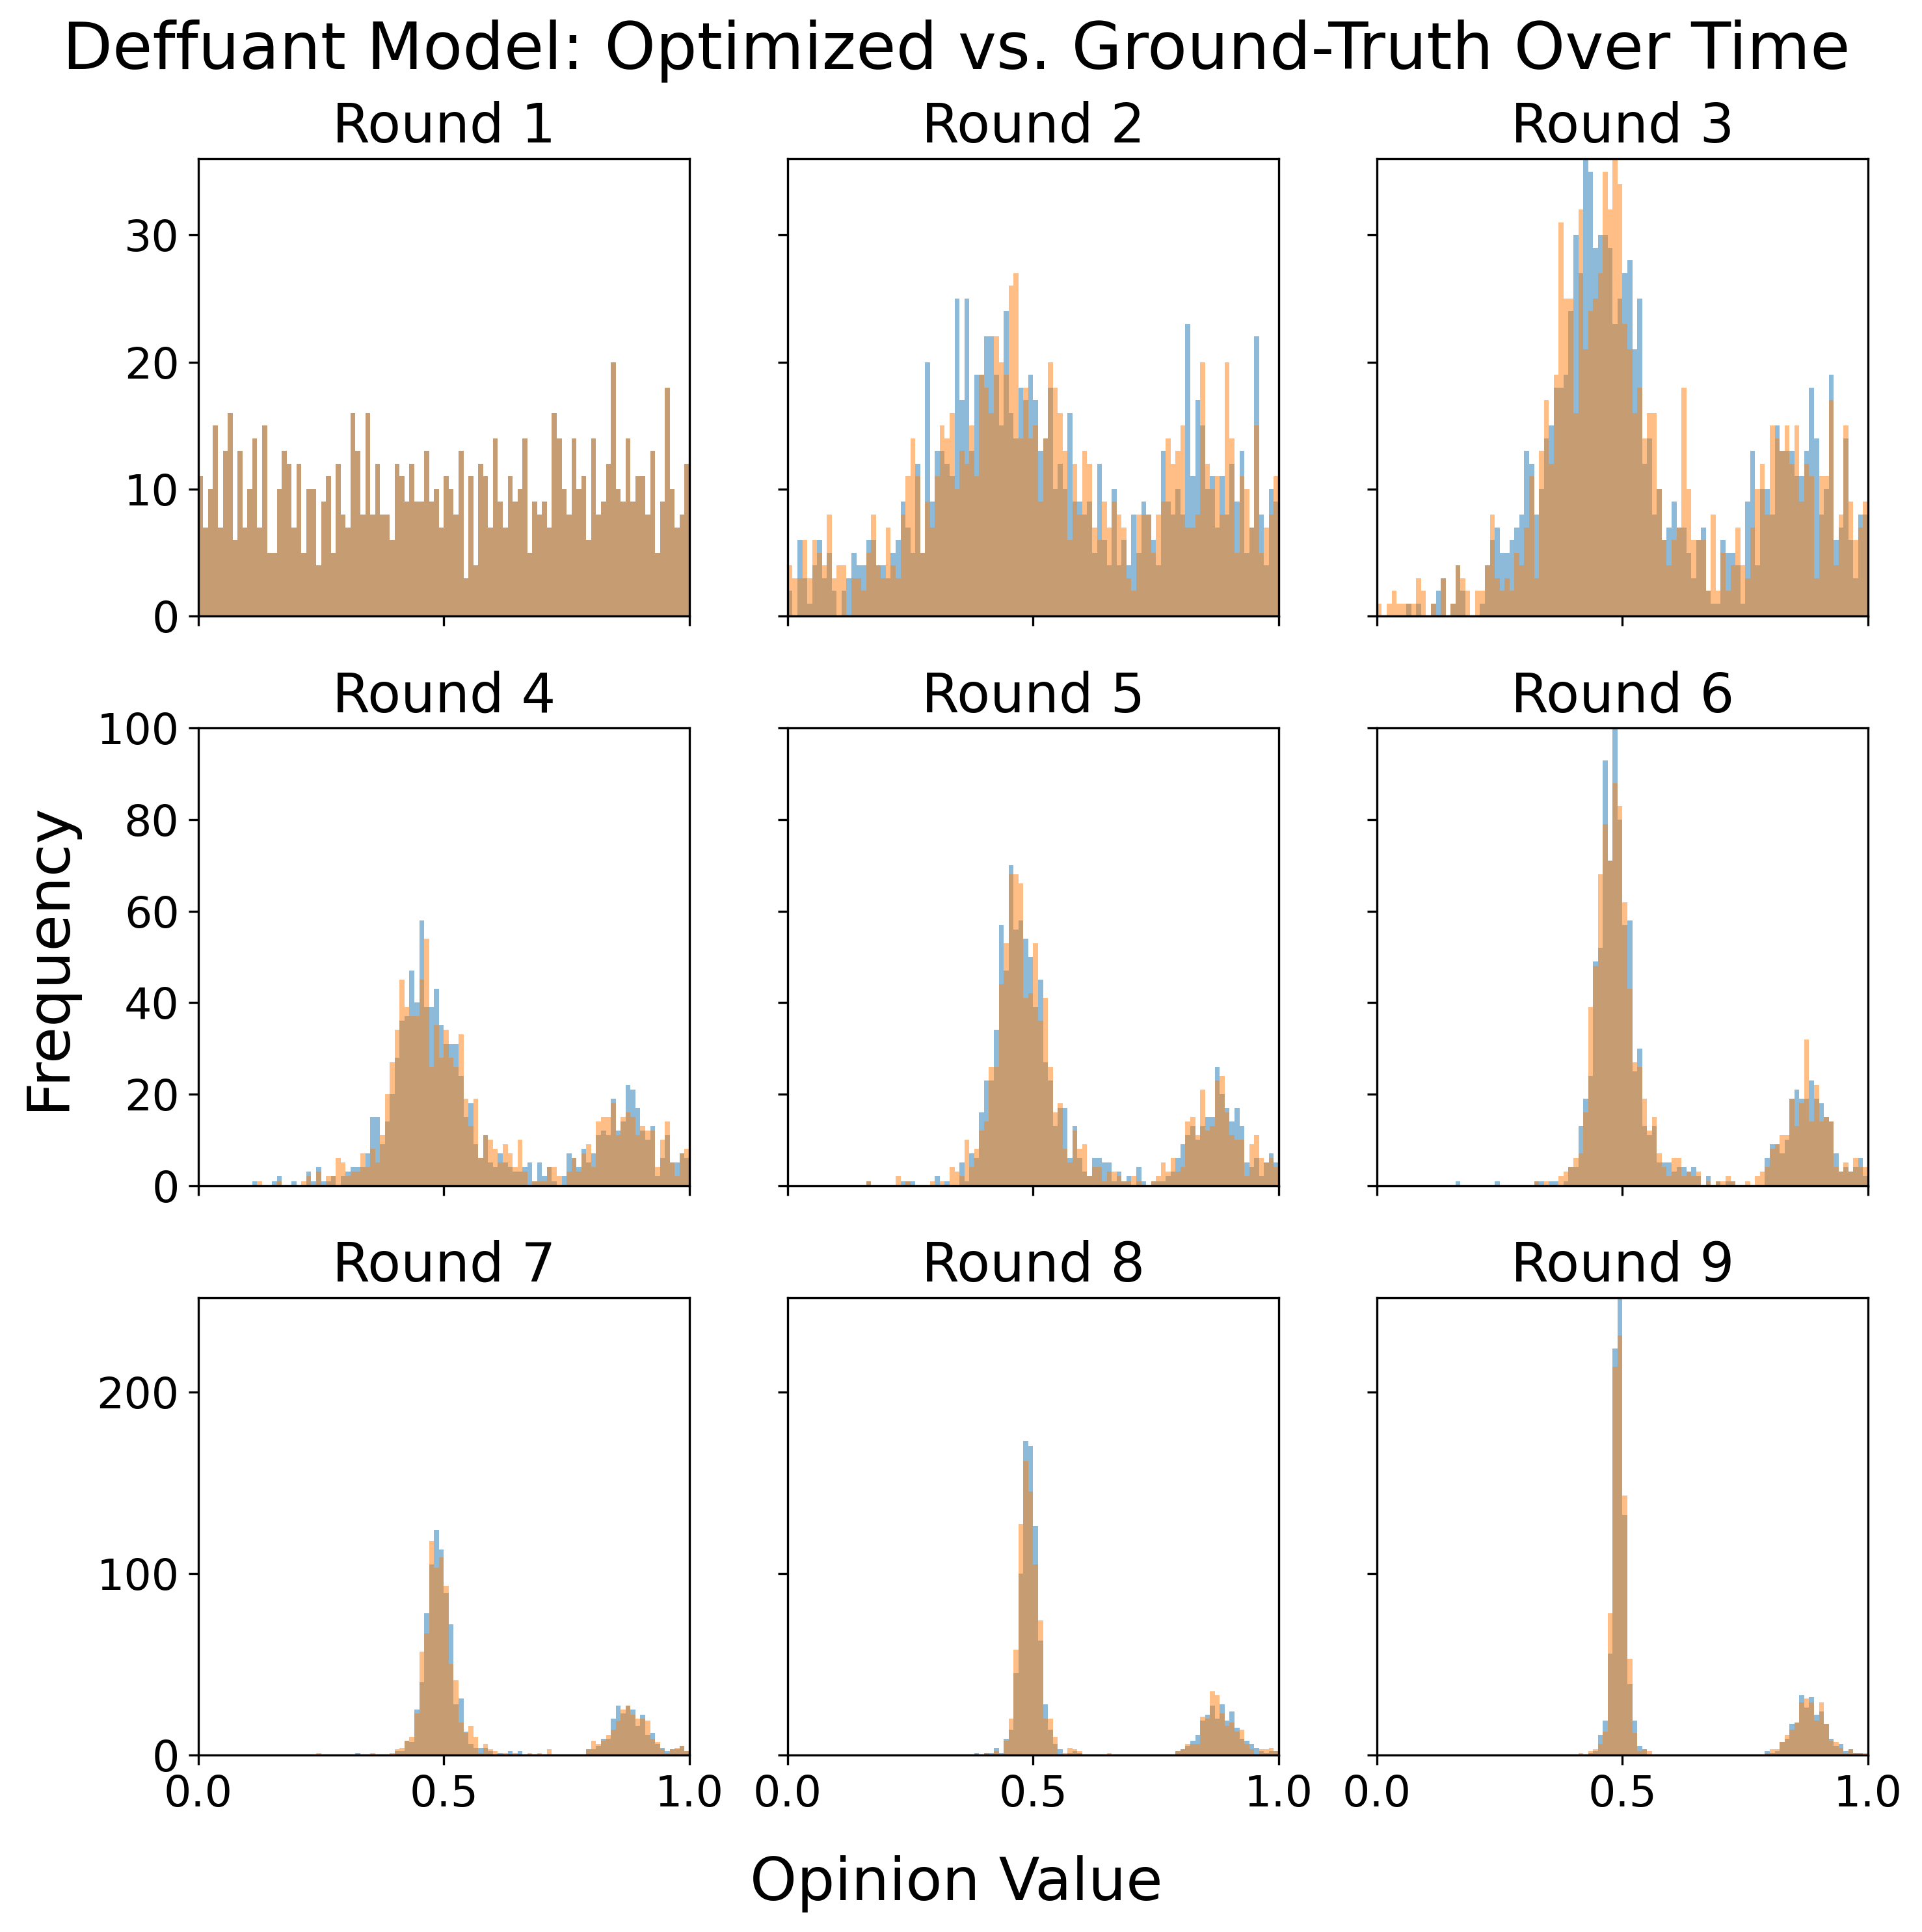 Deffuant Model: Optimized vs. Ground-Truth Over Time
Round 1
Round 2
Round 3
30
20
10
0
Round 4
Round 5
Round 6
100
80
60
40
20
0
Frequency
Round 7
Round 8
Round 9
200
100
0
0.0 0.5 1.0 0.0 0.5 1.0 0.0 0.5 1.0
Opinion Value